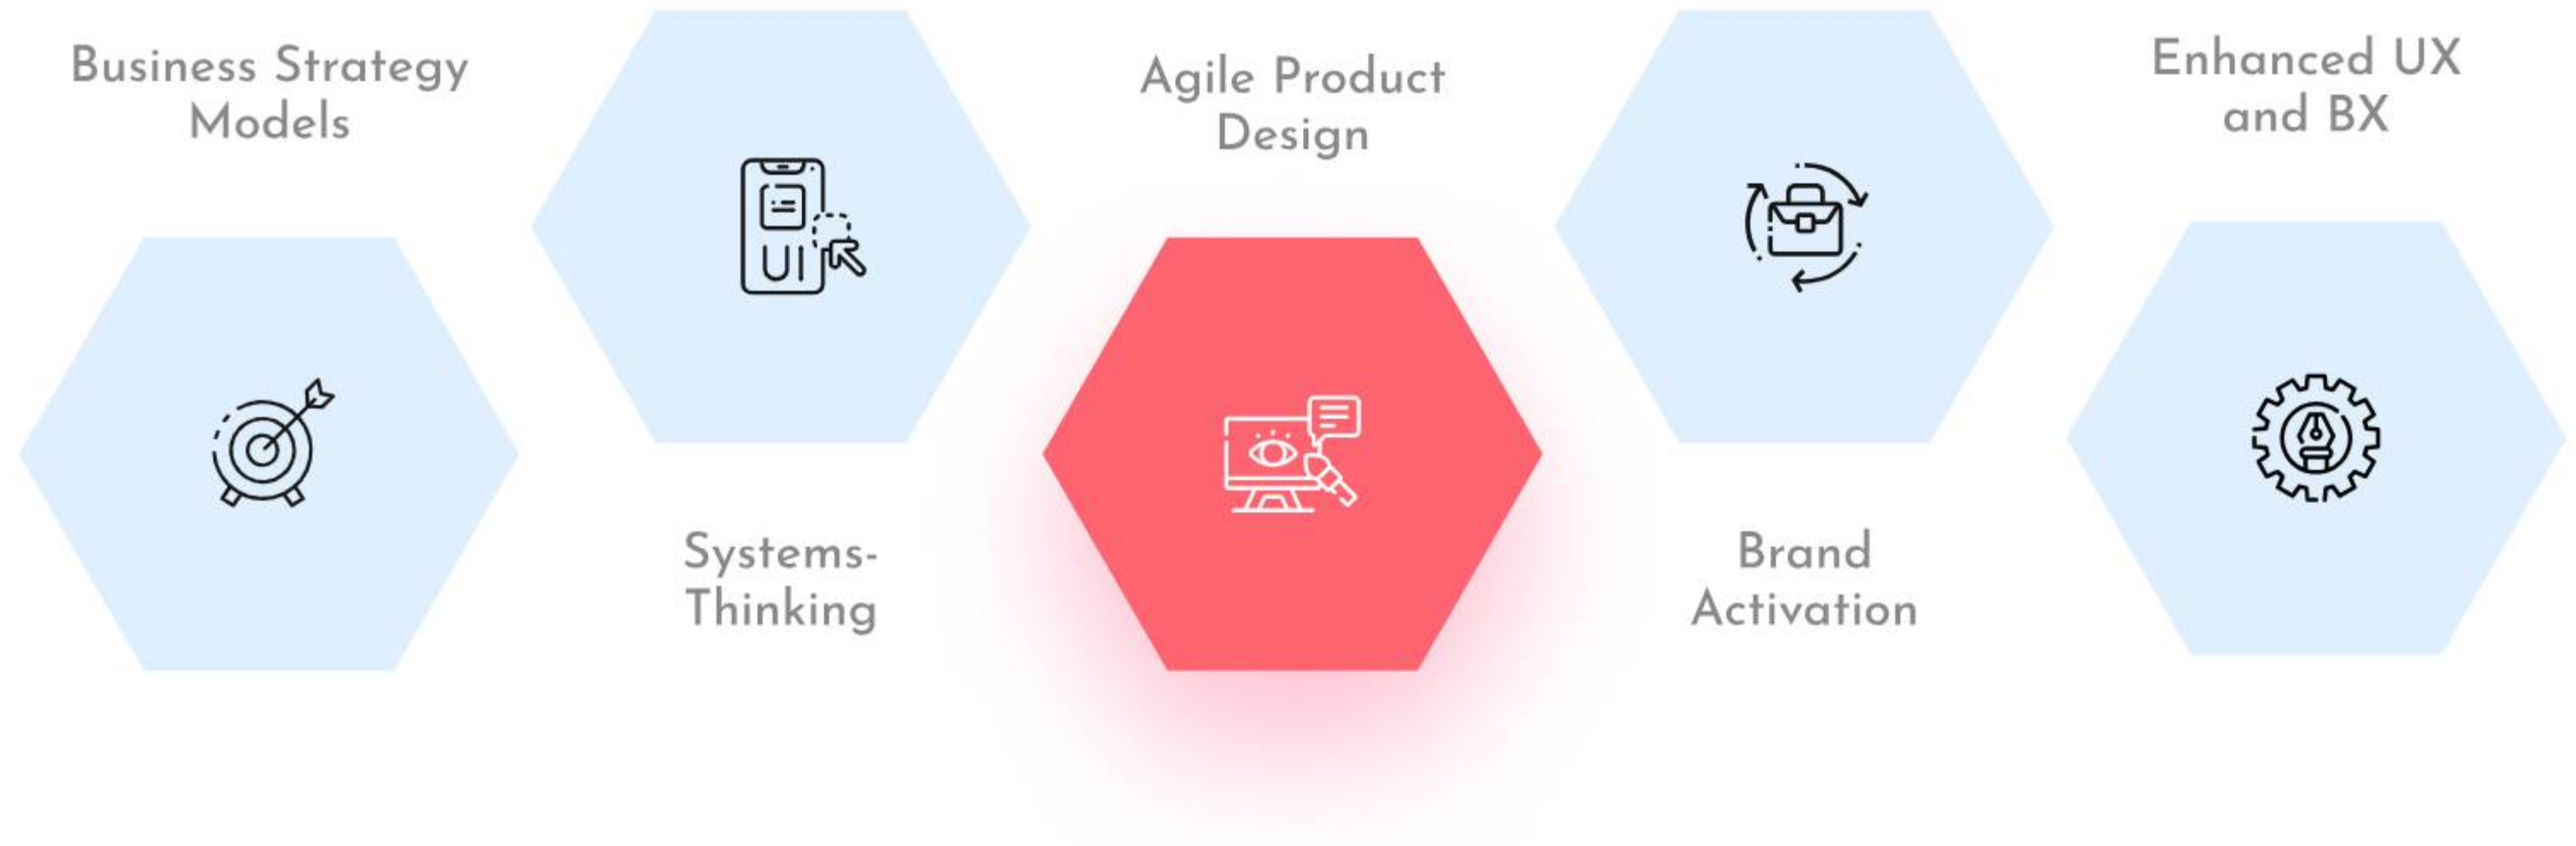 Business Strategy
Models
UI
Systems-
Thinking
Agile Product
Design
Brand
Activation
Enhanced UX
and BX